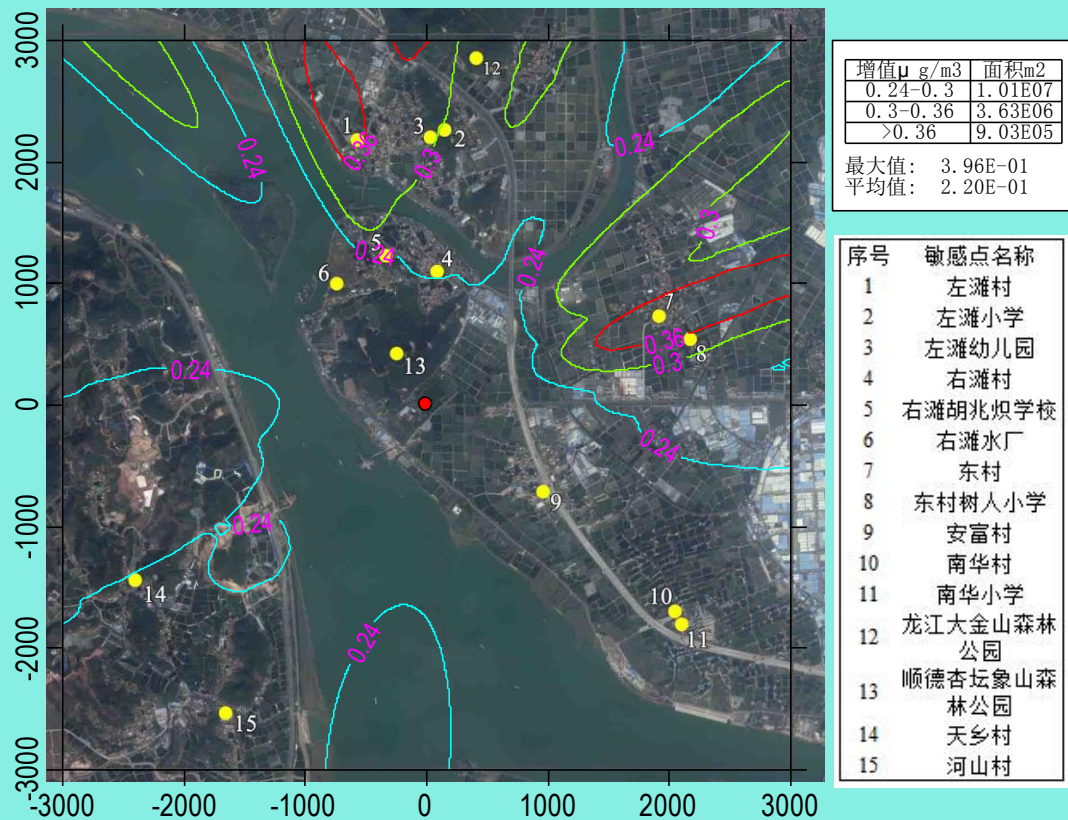 3000
2000
1000
0
-1000
-2000
-3000
-3000
-2000
-1000
0
1000
2000
3000
12
1
3
2
0.36
0.3
0.24
0.24
5
0.24
4
6
0.24
0.3
7
0.36
8
0.3
13
0.24
0.24
9
0.24
14
10
11
0.24
15
增值μ g/m3 面积m2
0.24-0.3 1.01E07
0.3-0.36 3.63E06
>0.36 9.03E05
最大值: 3.96E-01
平均值: 2.20E-01
序号 敏感点名称
1 左滩村
2 左滩小学
3 左滩幼儿园
4 右滩村
5 右滩胡兆炽学校
6 右滩水厂
7 东村
8 东村树人小学
9 安富村
10 南华村
11 南华小学
12 龙江大金山森林
公园
13 顺德杏坛象山森
林公园
14 天乡村
15 河山村